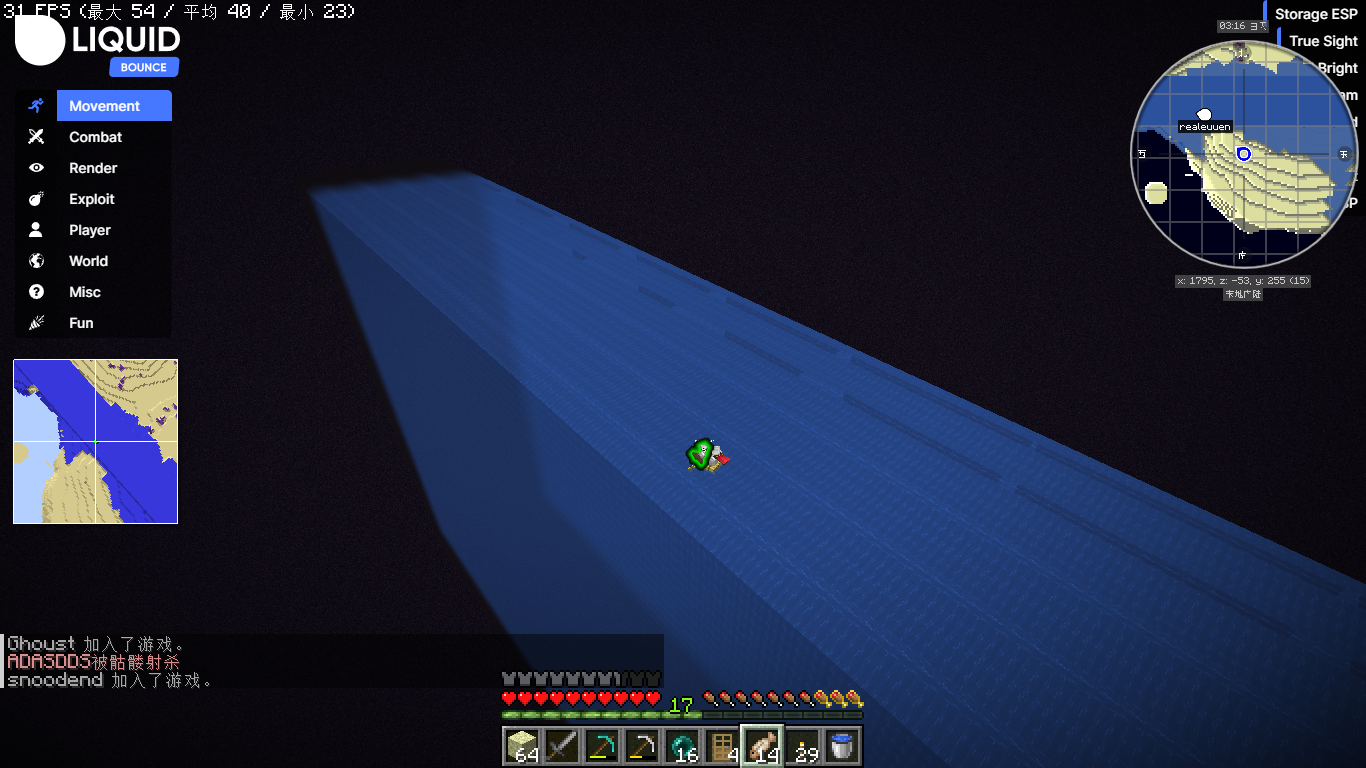 31 FPS (最大 54 / 平均 40 / 最小 23)
LIQUID
BOUNCE
Movement
Combat
Render
Exploit
Player
World
Misc
Fun
Storage ESP
True Sight
Bright
03:16
realeuuen
x: 1795, z: -53, y: 255 (15)
Ghoust 加入了游戏。
ADASDDS被骷髅射杀
snoodend 加入了游戏。
17
64
16
4
14
29